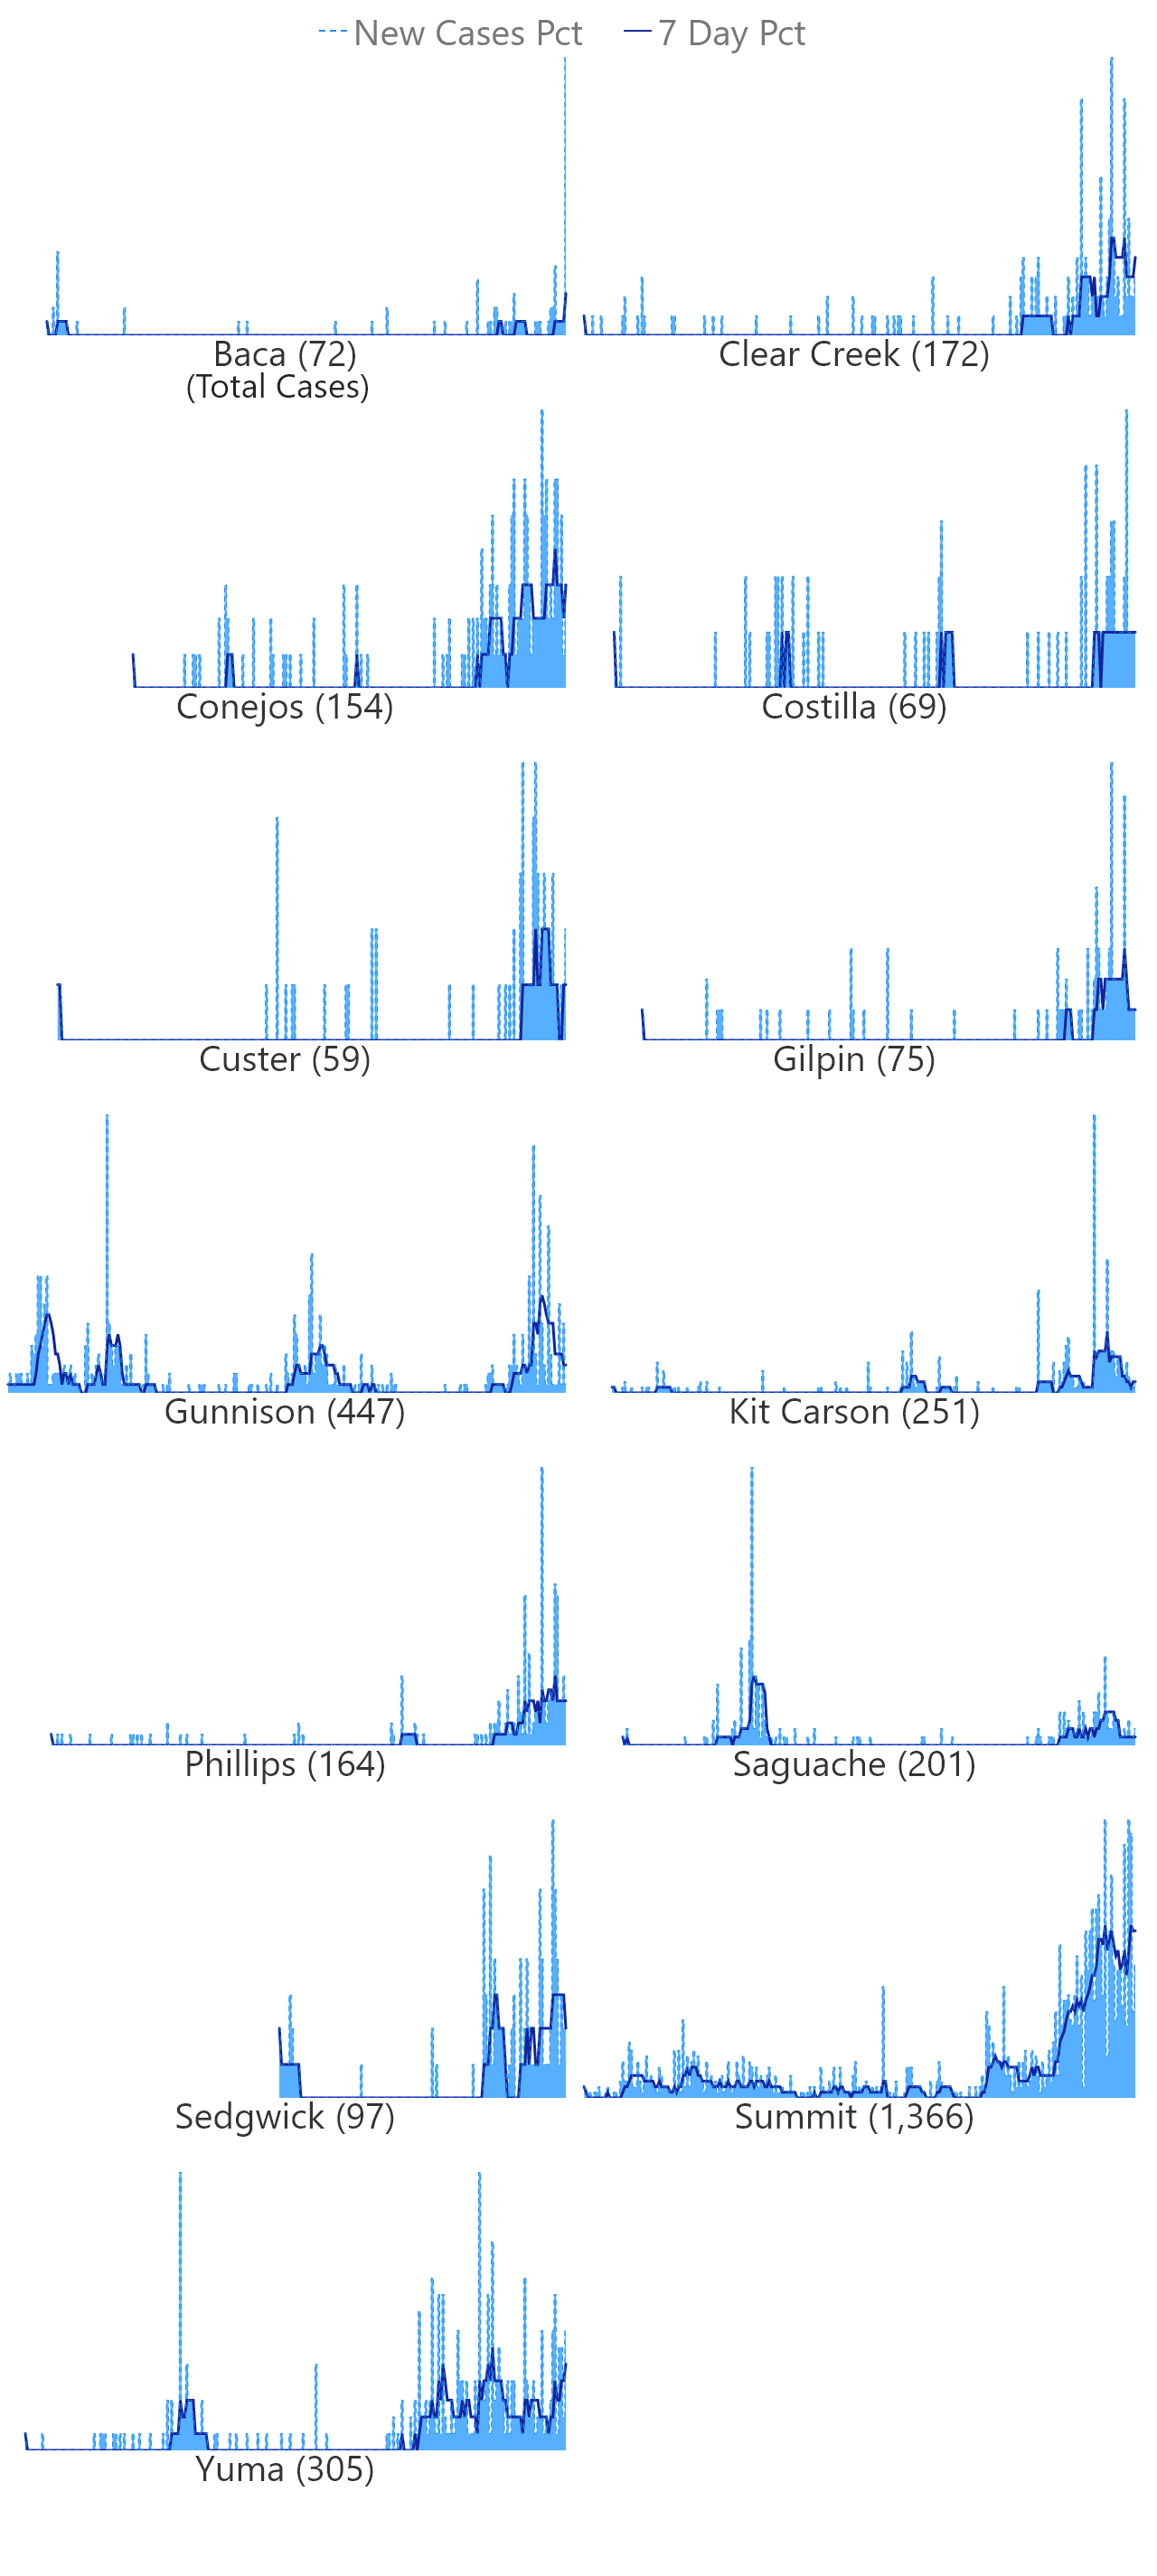 New Cases Pct 7 Day Pct
Baca (72)
(Total Cases)
Clear Creek (172)
Conejos (154)
Costilla (69)
Custer (59)
Gilpin (75)
Gunnison (447)
Kit Carson (251)
Phillips (164)
Saguache (201)
Sedgwick (97)
Summit (1,366)
Yuma (305)